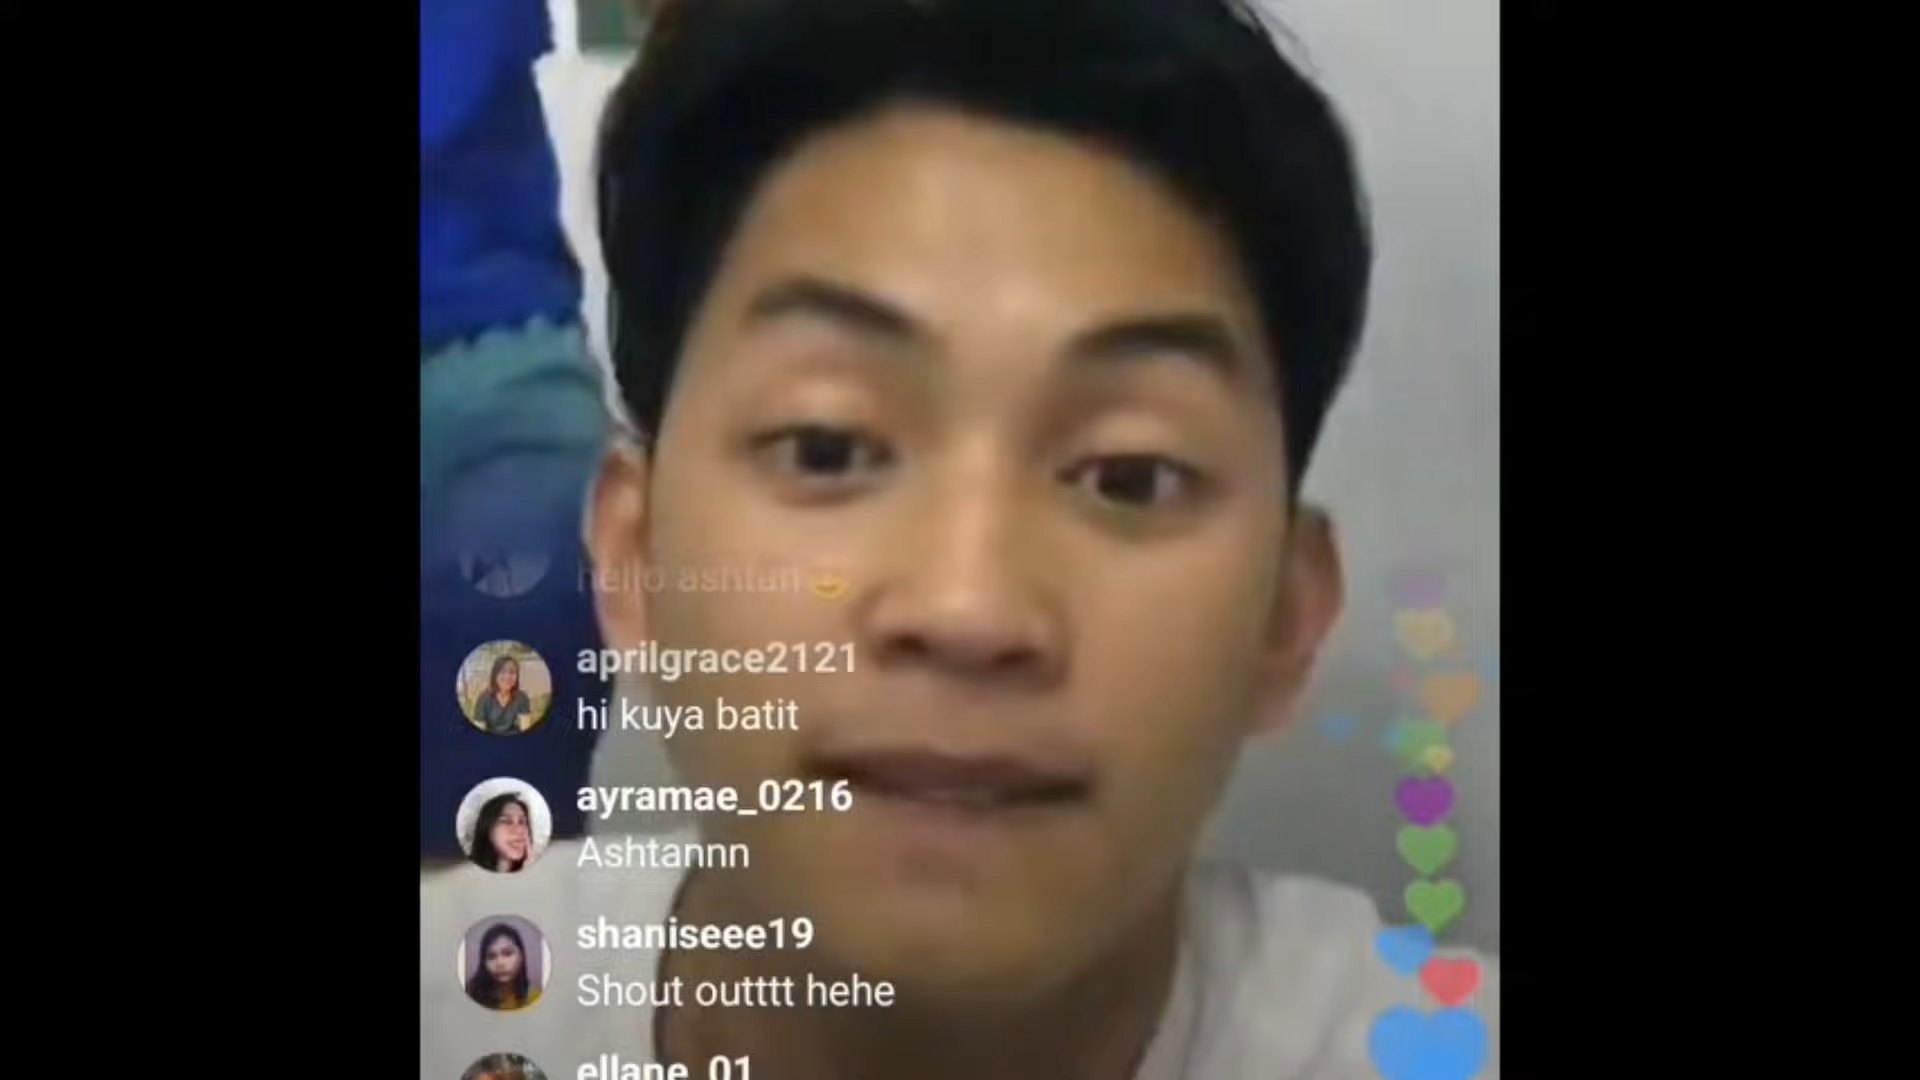 hello ashtan😊
aprilgrace2121
hi kuya batit
ayramae_0216
Ashtannn
shaniseee19
Shout outttt hehe
ellane_01